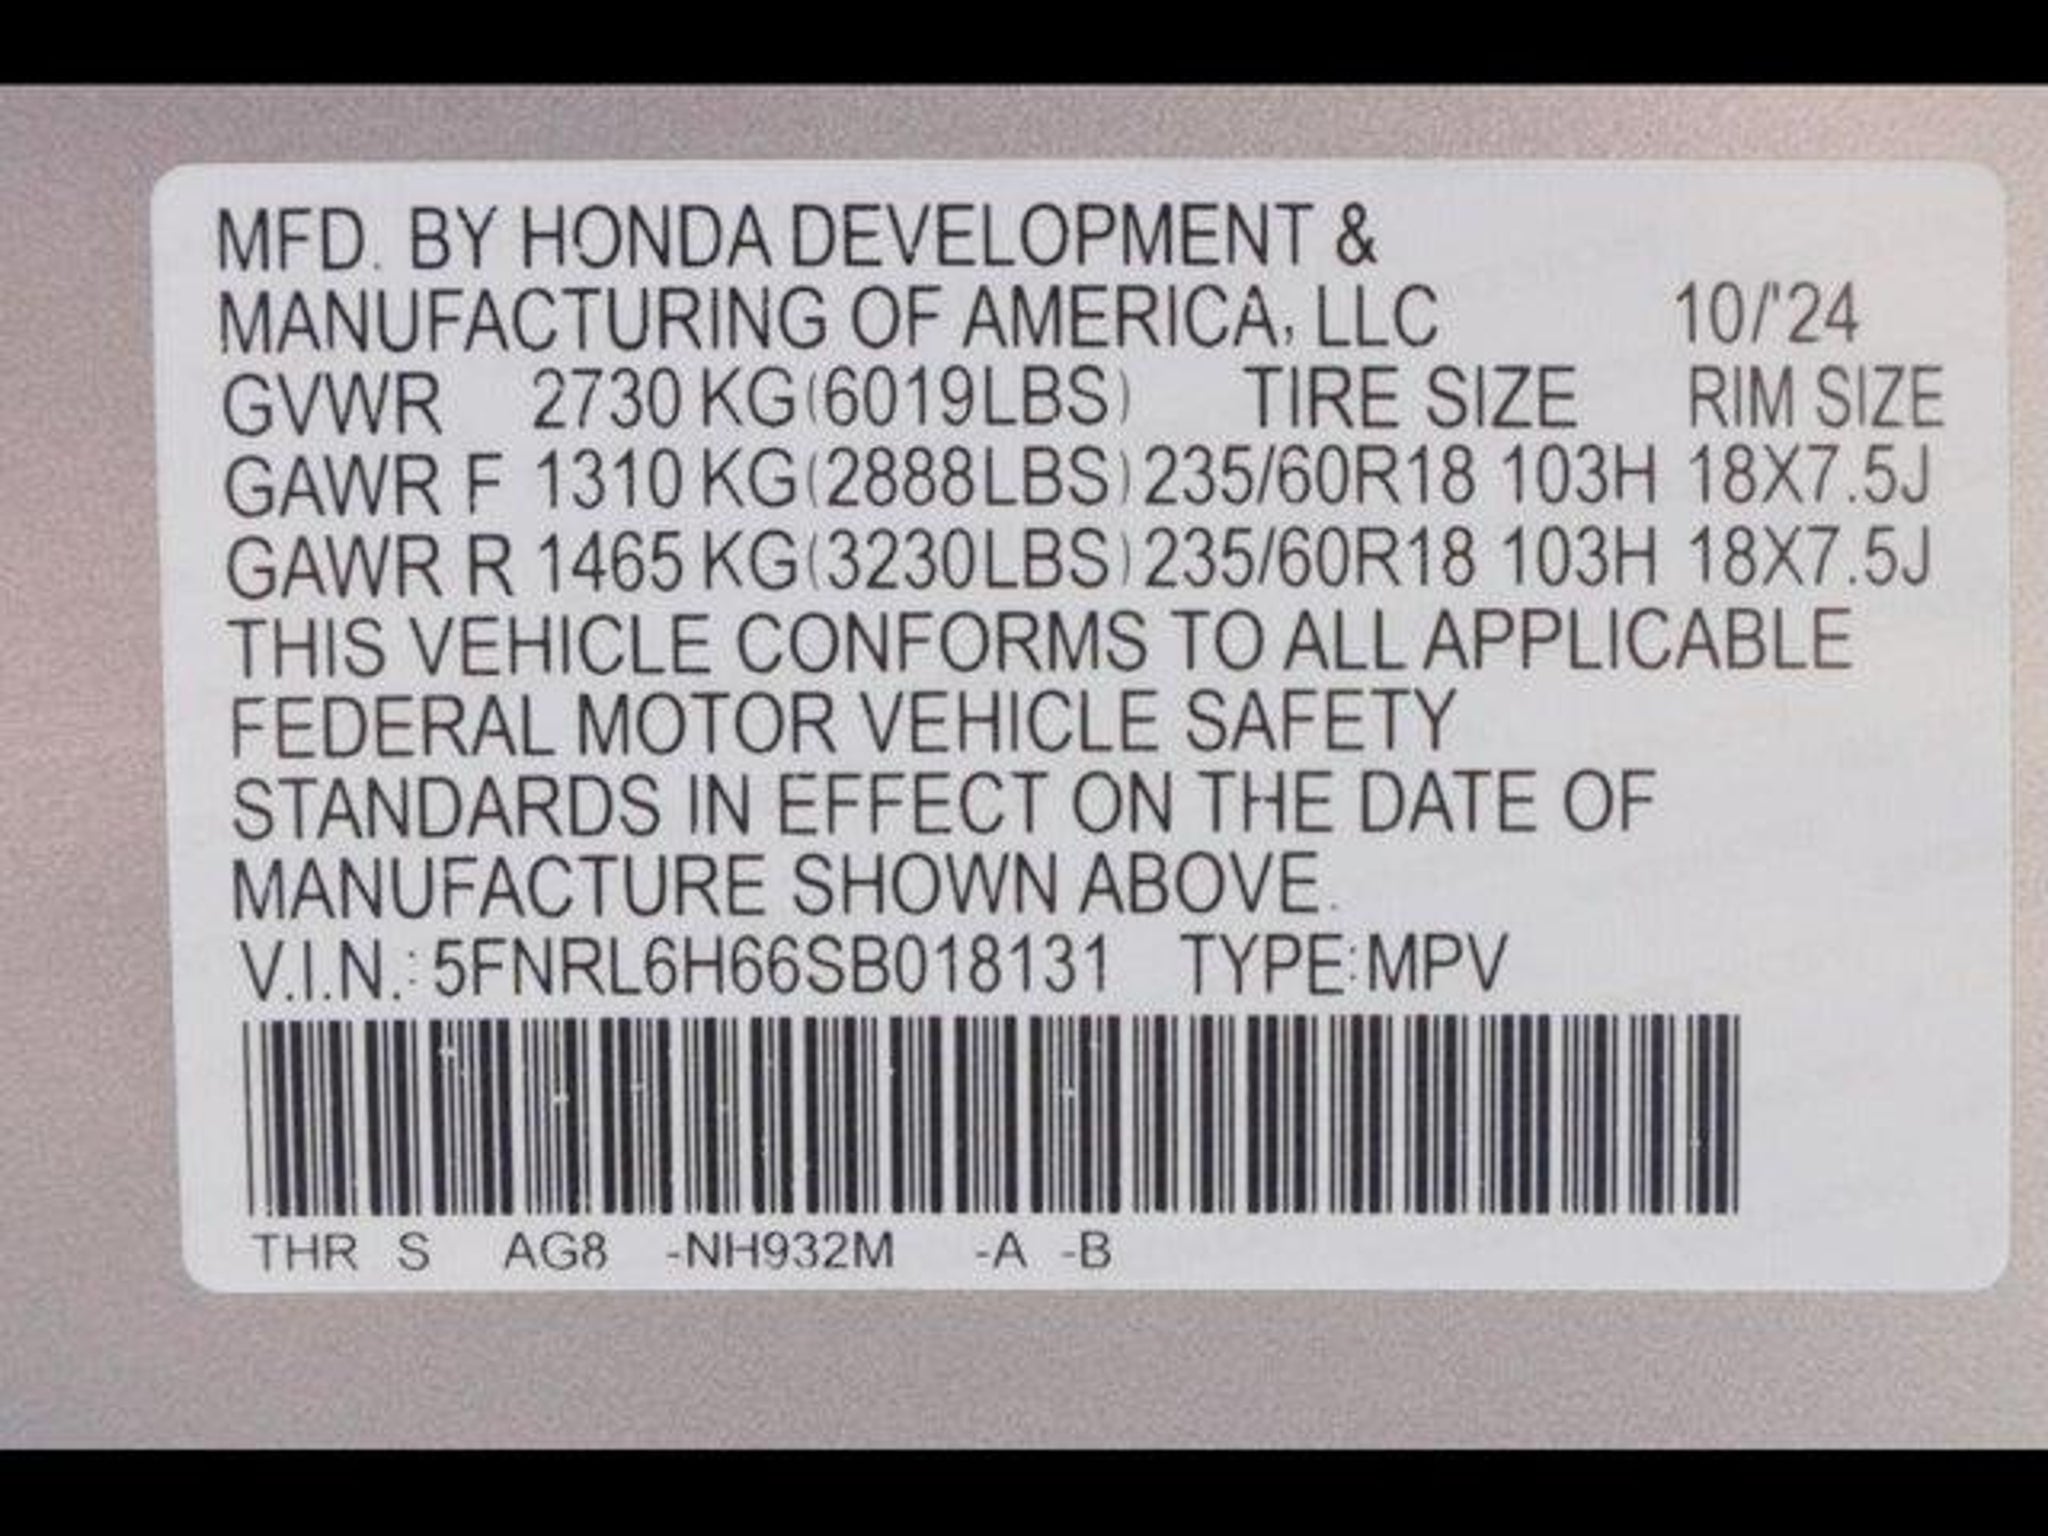 MFD. BY HONDA DEVELOPMENT &
MANUFACTURING OF AMERICA, LLC 10/'24
GVWR 2730 KG(6019LBS) TIRE SIZE RIM SIZE
GAWR F 1310 KG(2888LBS) 235/60R18 103H 18X7.5J
GAWR R 1465 KG(3230LBS) 235/60R18 103H 18X7.5J
THIS VEHICLE CONFORMS TO ALL APPLICABLE
FEDERAL MOTOR VEHICLE SAFETY
STANDARDS IN EFFECT ON THE DATE OF
MANUFACTURE SHOWN ABOVE.
V.I.N.: 5FNRL6H66SB018131 TYPE:MPV
THR S AG8 -NH932M -A -B